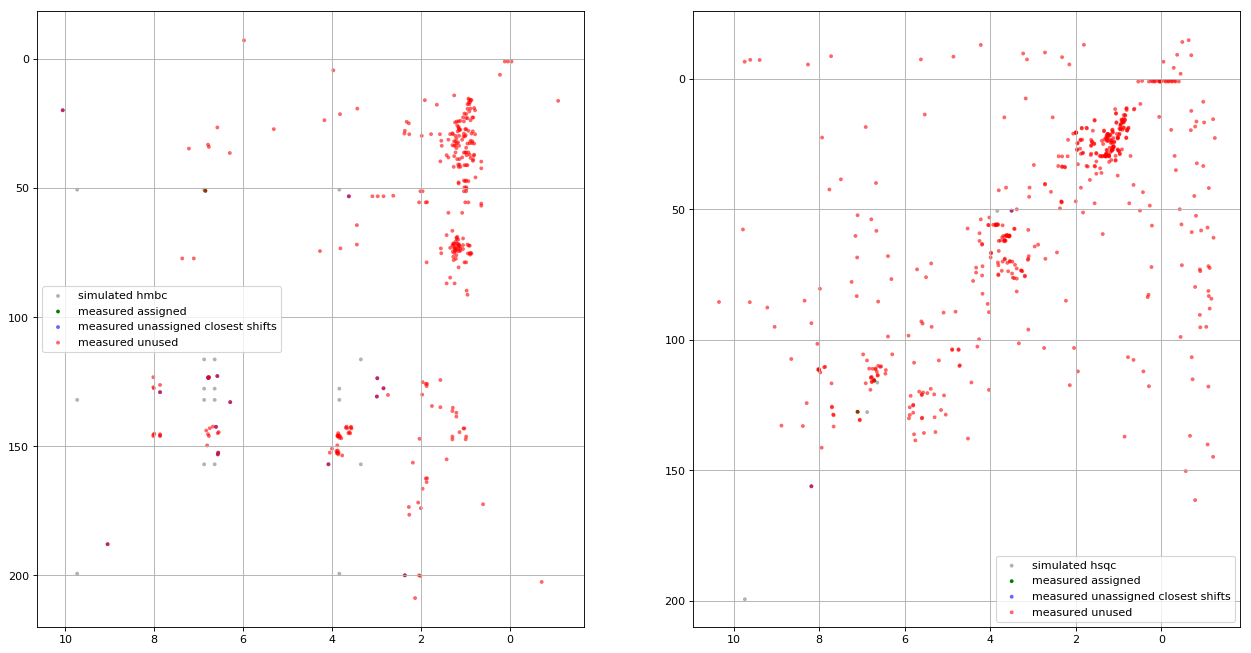 0
50
100
150
200
10
8
6
4
2
0
simulated hmbc
measured assigned
measured unassigned closest shifts
measured unused
0
50
100
150
200
10
8
6
4
2
0
simulated hsqc
measured assigned
measured unassigned closest shifts
measured unused